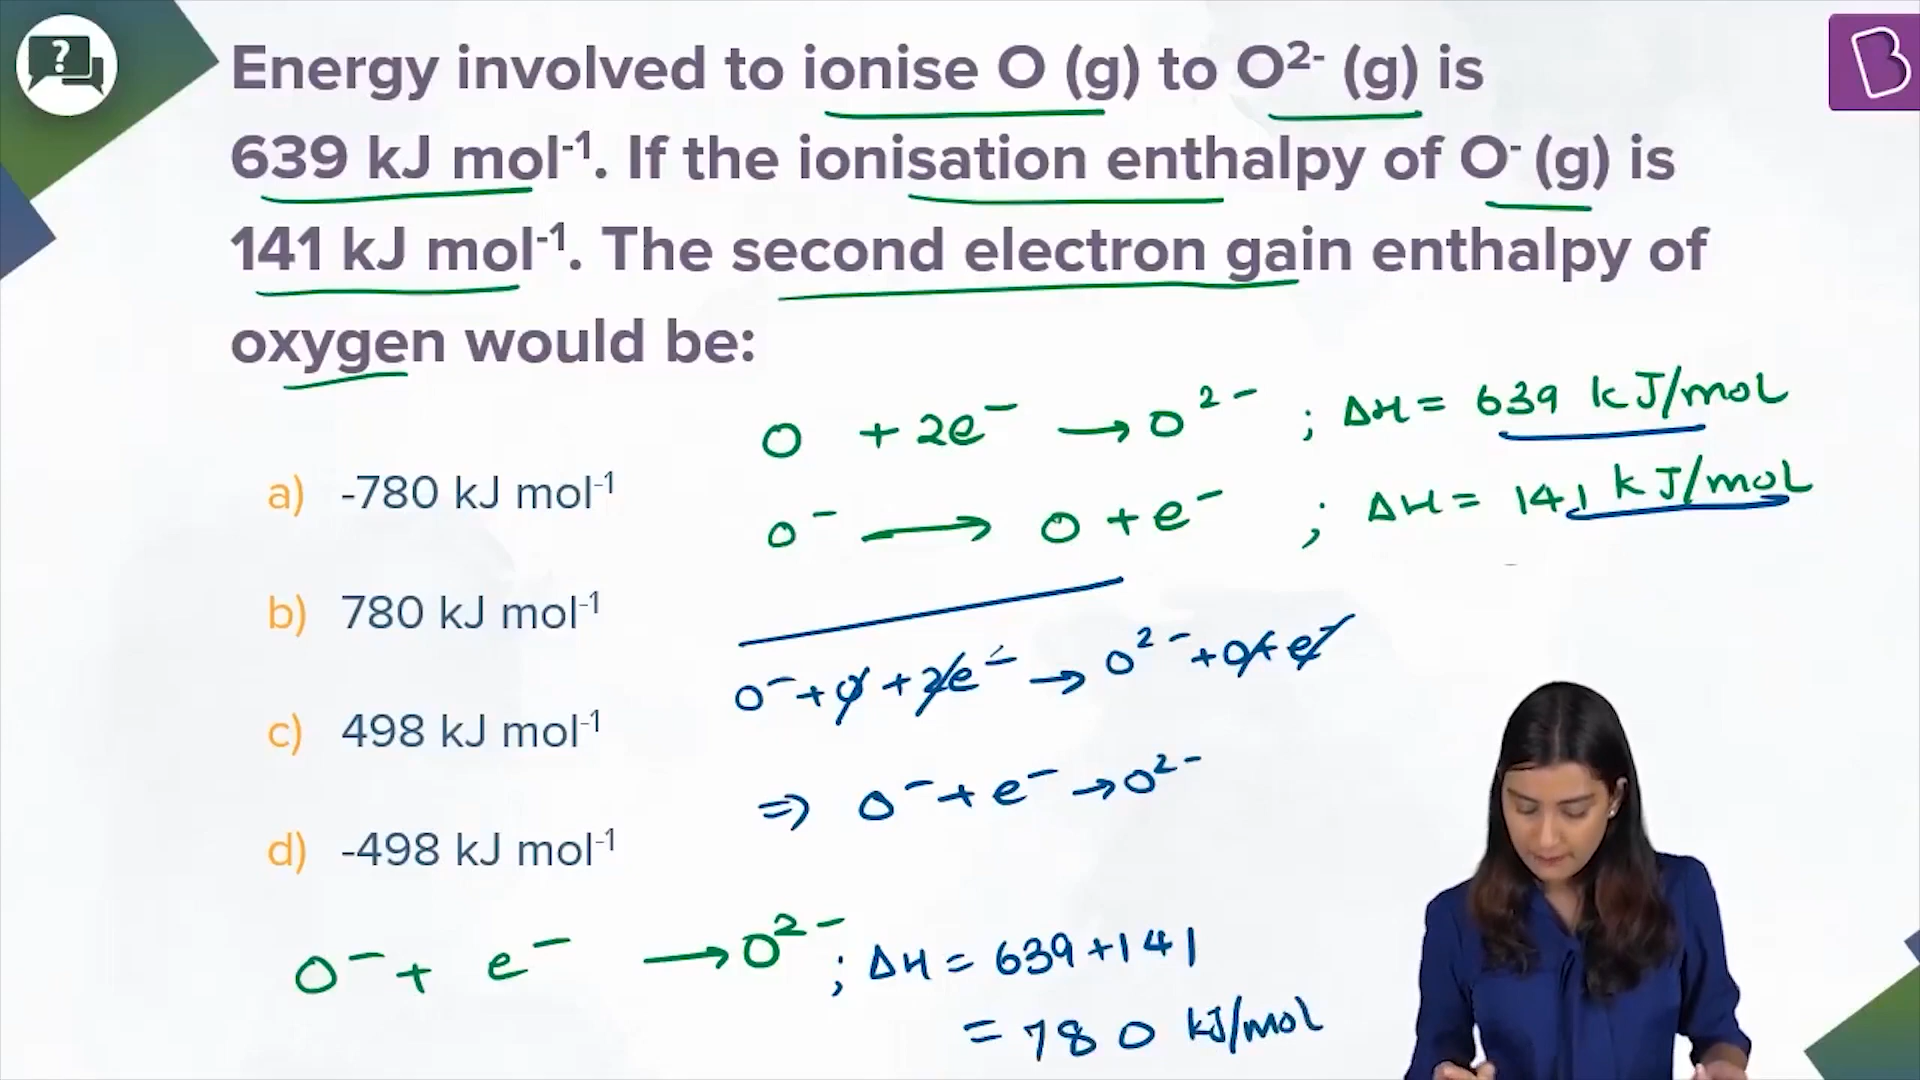 ?
B
Energy involved to ionise O (g) to O²⁻ (g) is
639 kJ mol⁻¹. If the ionisation enthalpy of O⁻ (g) is
141 kJ mol⁻¹. The second electron gain enthalpy of
oxygen would be:
O + 2e⁻ → O²⁻ ; ΔH = 639 kJ/mol
O⁻ → O + e⁻ ; ΔH = 141 kJ/mol
a) -780 kJ mol⁻¹
b) 780 kJ mol⁻¹
O⁻ + O + 2e⁻ → O²⁻ + O + e⁻
c) 498 kJ mol⁻¹
⇒ O⁻ + e⁻ → O²⁻
d) -498 kJ mol⁻¹
O⁻ + e⁻ → O²⁻ ; ΔH = 639 + 141
= 780 kJ/mol